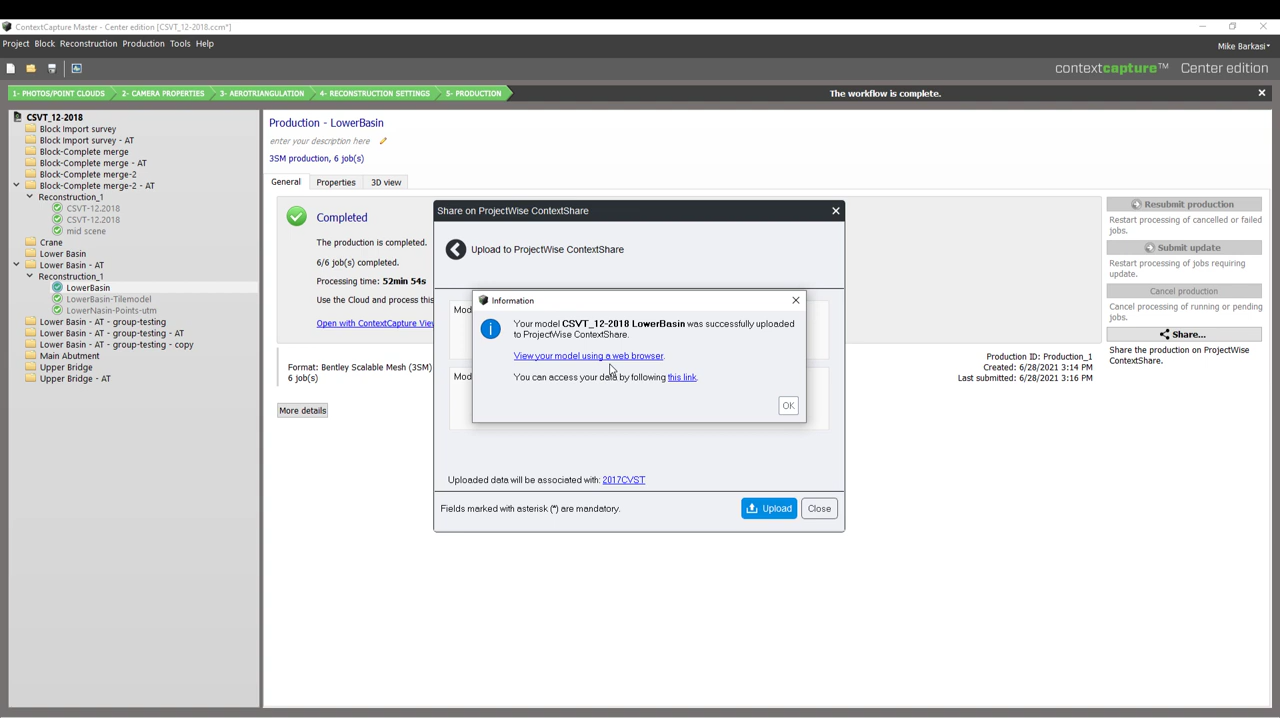 ContextCapture Master - Center edition [CSVT_12-2018.ccm*]
Project Block Reconstruction Production Tools Help
Mike Barkasi
contextcapture™ Center edition
1- PHOTOS/POINT CLOUDS 2- CAMERA PROPERTIES 3- AEROTRIANGULATION 4- RECONSTRUCTION SETTINGS 5- PRODUCTION
The workflow is complete.
CSVT_12-2018
Block Import survey
Block Import survey - AT
Block-Complete merge
Block-Complete merge - AT
Block-Complete merge-2
Block-Complete merge-2 - AT
Reconstruction_1
CSVT-12.2018
CSVT-12.2018
mid scene
Crane
Lower Basin
Lower Basin - AT
Reconstruction_1
LowerBasin
LowerBasin-Tilemodel
LowerNasin-Points-utm
Lower Basin - AT - group-testing
Lower Basin - AT - group-testing - AT
Lower Basin - AT - group-testing - copy
Main Abutment
Upper Bridge
Upper Bridge - AT
Production - LowerBasin
enter your description here
3SM production, 6 job(s)
General Properties 3D view
Completed
The production is completed.
6/6 job(s) completed.
Processing time: 52min 54s
Use the Cloud and process this
Open with ContextCapture View
Format: Bentley Scalable Mesh (3SM)
6 job(s)
More details
Production ID: Production_1
Created: 6/28/2021 3:14 PM
Last submitted: 6/28/2021 3:16 PM
Resubmit production
Restart processing of cancelled or failed
jobs.
Submit update
Restart processing of jobs requiring
update.
Cancel production
Cancel processing of running or pending
jobs.
Share...
Share the production on ProjectWise
ContextShare.
Share on ProjectWise ContextShare
Upload to ProjectWise ContextShare
Mod
Mod
Information
Your model CSVT_12-2018 LowerBasin was successfully uploaded
to ProjectWise ContextShare.
View your model using a web browser.
You can access your data by following this link.
OK
Uploaded data will be associated with: 2017CVST
Fields marked with asterisk (*) are mandatory.
Upload Close